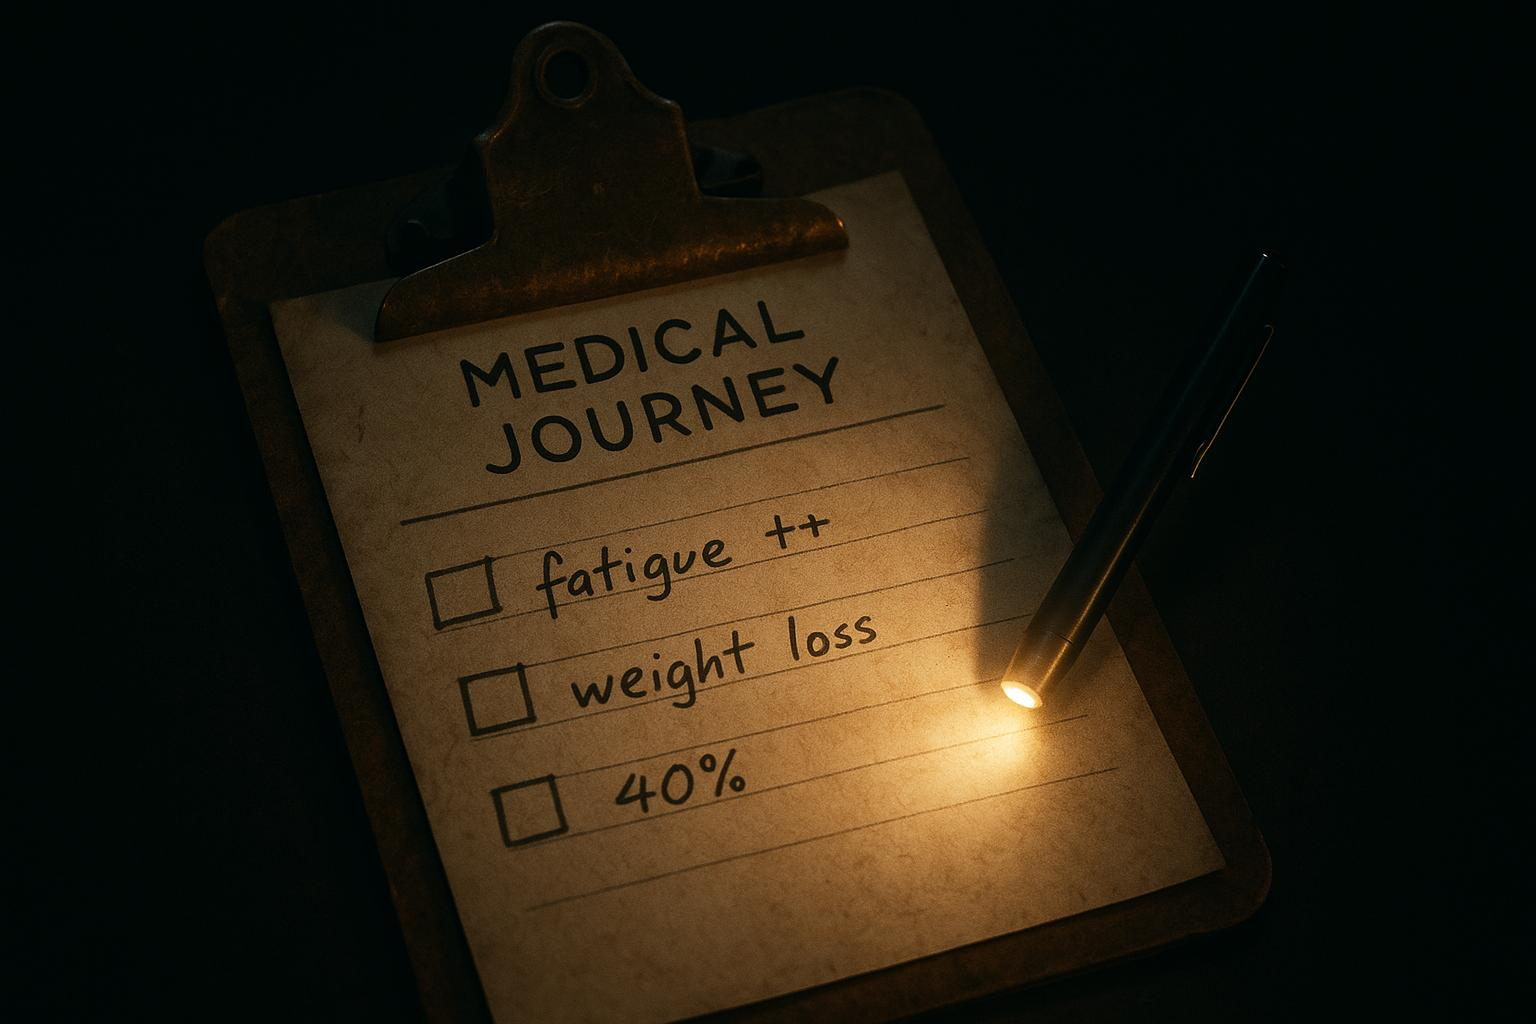 MEDICAL
JOURNEY
fatigue ++
weight loss
40%